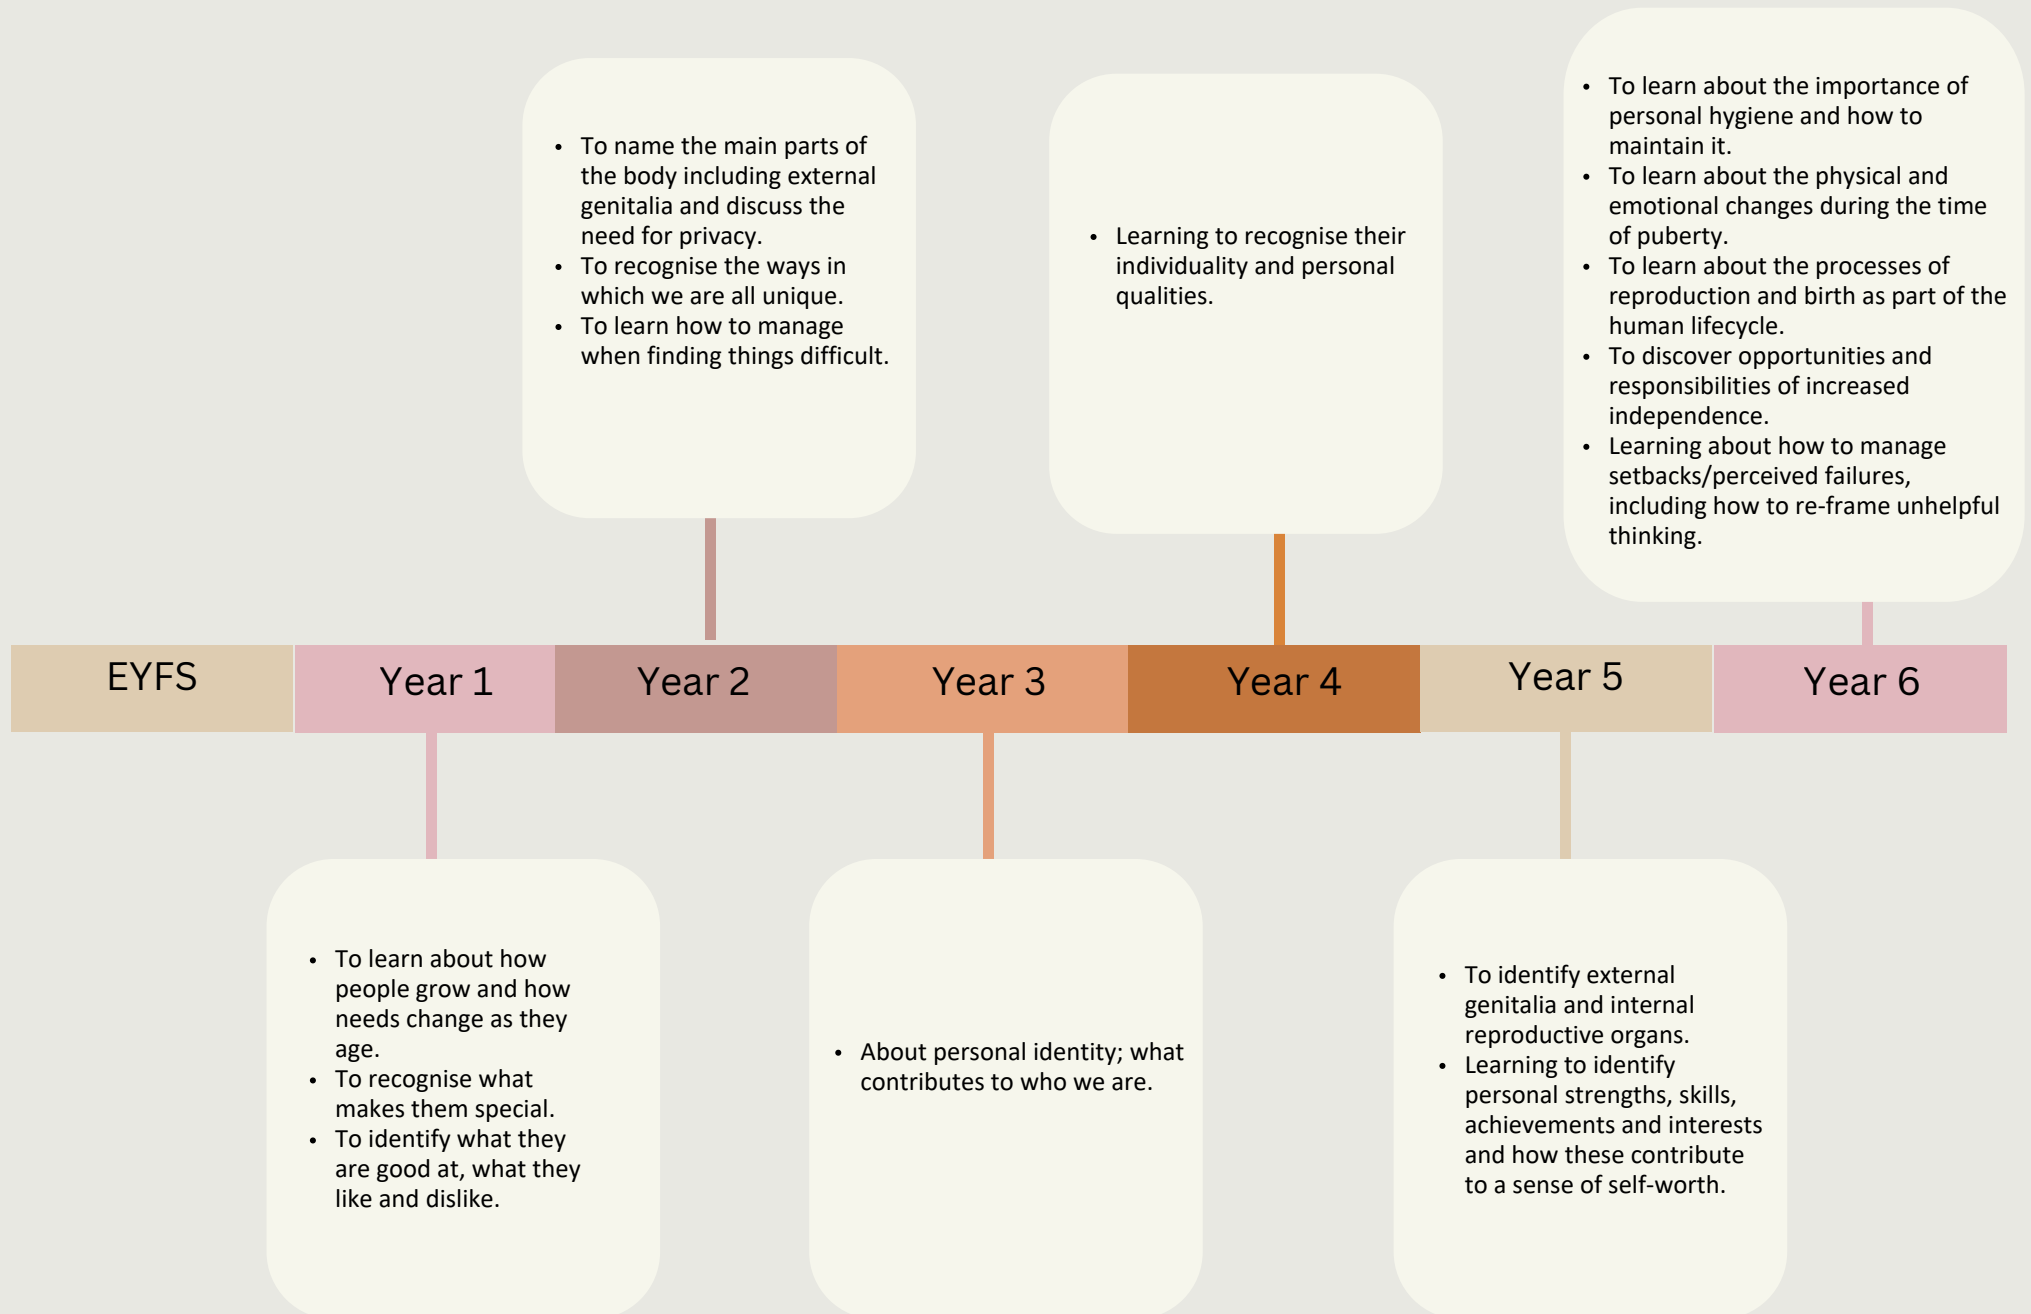 • To name the main parts of
the body including external
genitalia and discuss the
need for privacy.
• To recognise the ways in
which we are all unique.
• To learn how to manage
when finding things difficult.
• Learning to recognise their
individuality and personal
qualities.
• To learn about the importance of
personal hygiene and how to
maintain it.
• To learn about the physical and
emotional changes during the time
of puberty.
• To learn about the processes of
reproduction and birth as part of the
human lifecycle.
• To discover opportunities and
responsibilities of increased
independence.
• Learning about how to manage
setbacks/perceived failures,
including how to re-frame unhelpful
thinking.
EYFS
Year 1
Year 2
Year 3
Year 4
Year 5
Year 6
• To learn about how
people grow and how
needs change as they
age.
• To recognise what
makes them special.
• To identify what they
are good at, what they
like and dislike.
• About personal identity; what
contributes to who we are.
• To identify external
genitalia and internal
reproductive organs.
• Learning to identify
personal strengths, skills,
achievements and interests
and how these contribute
to a sense of self-worth.